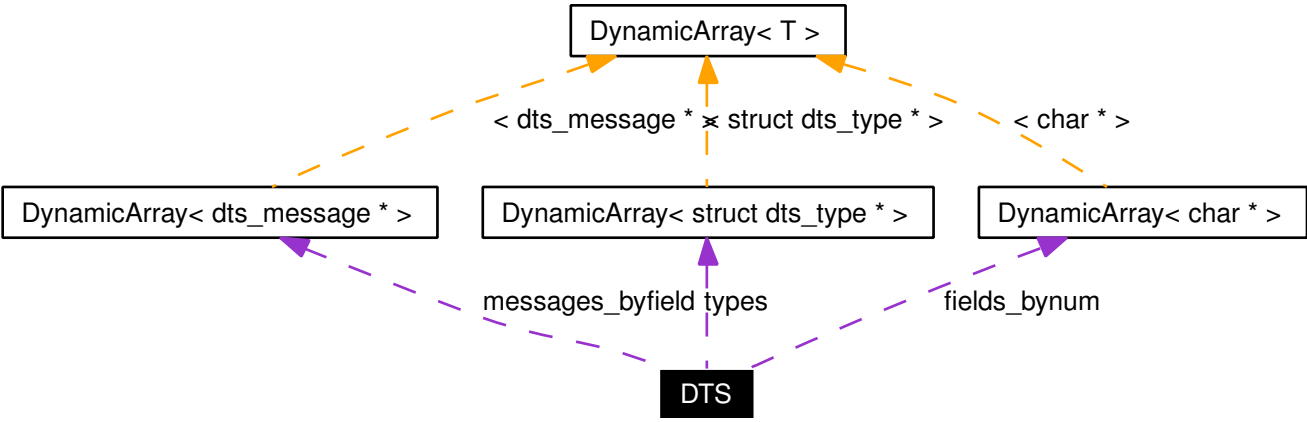 DynamicArray< T >
< dts_message * >
< struct dts_type * >
< char * >
DynamicArray< dts_message * >
DynamicArray< struct dts_type * >
DynamicArray< char * >
messages_byfield
types
fields_bynum
DTS